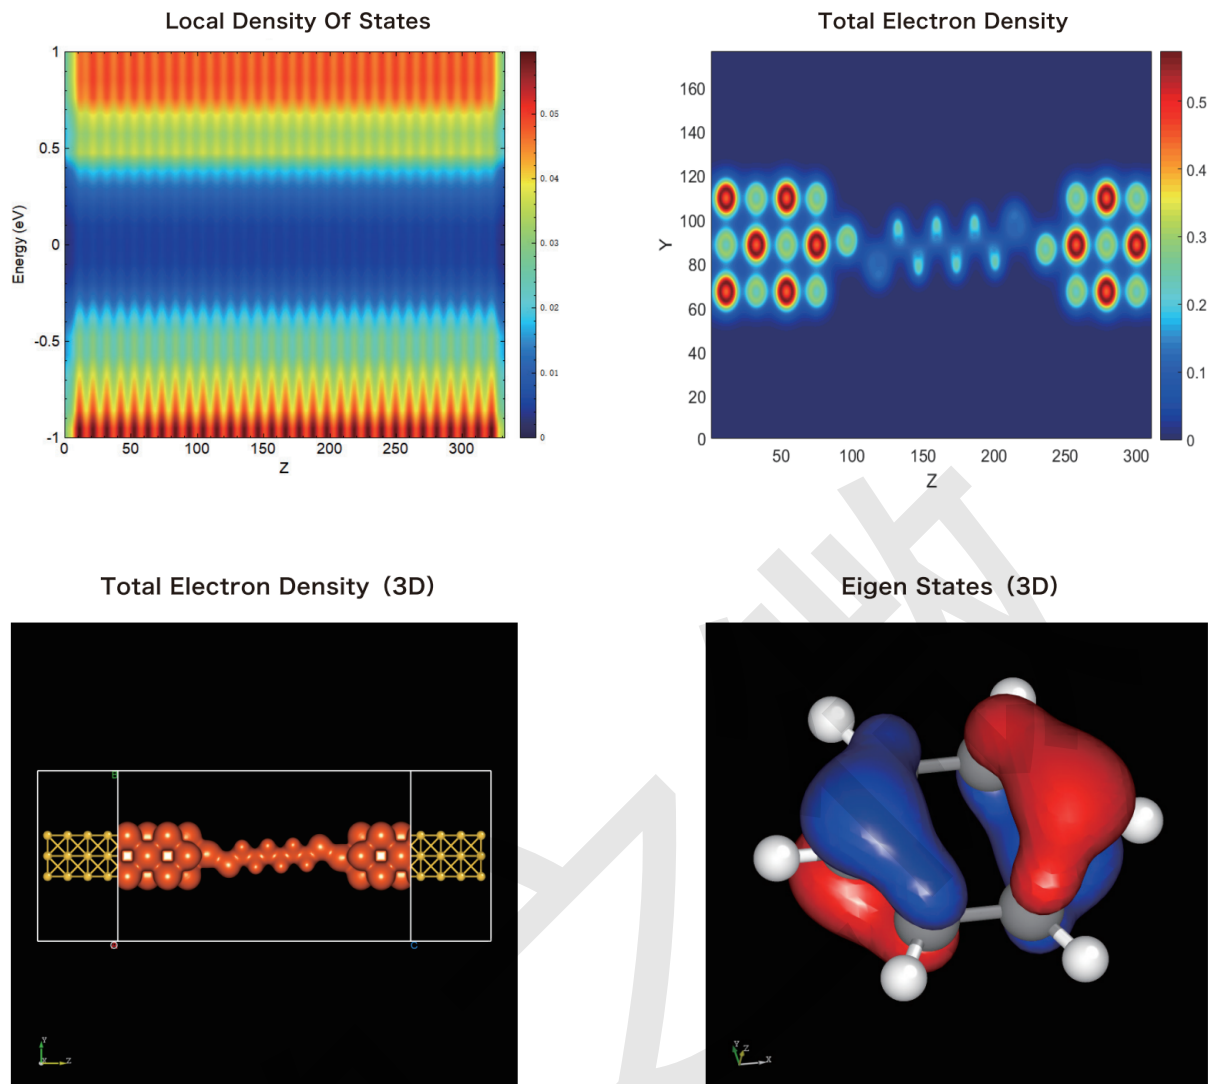 Local Density Of States
1
0.5
0
-0.5
-1
Energy (eV)
0
50
100
150
200
250
300
Z
0.05
0.04
0.03
0.02
0.01
0
Total Electron Density
160
140
120
100
80
60
40
20
0
Y
50
100
150
200
250
300
Z
0.5
0.4
0.3
0.2
0.1
0
Total Electron Density（3D）
B
O
C
Y
X
Z
Eigen States（3D）
Y
Z
X